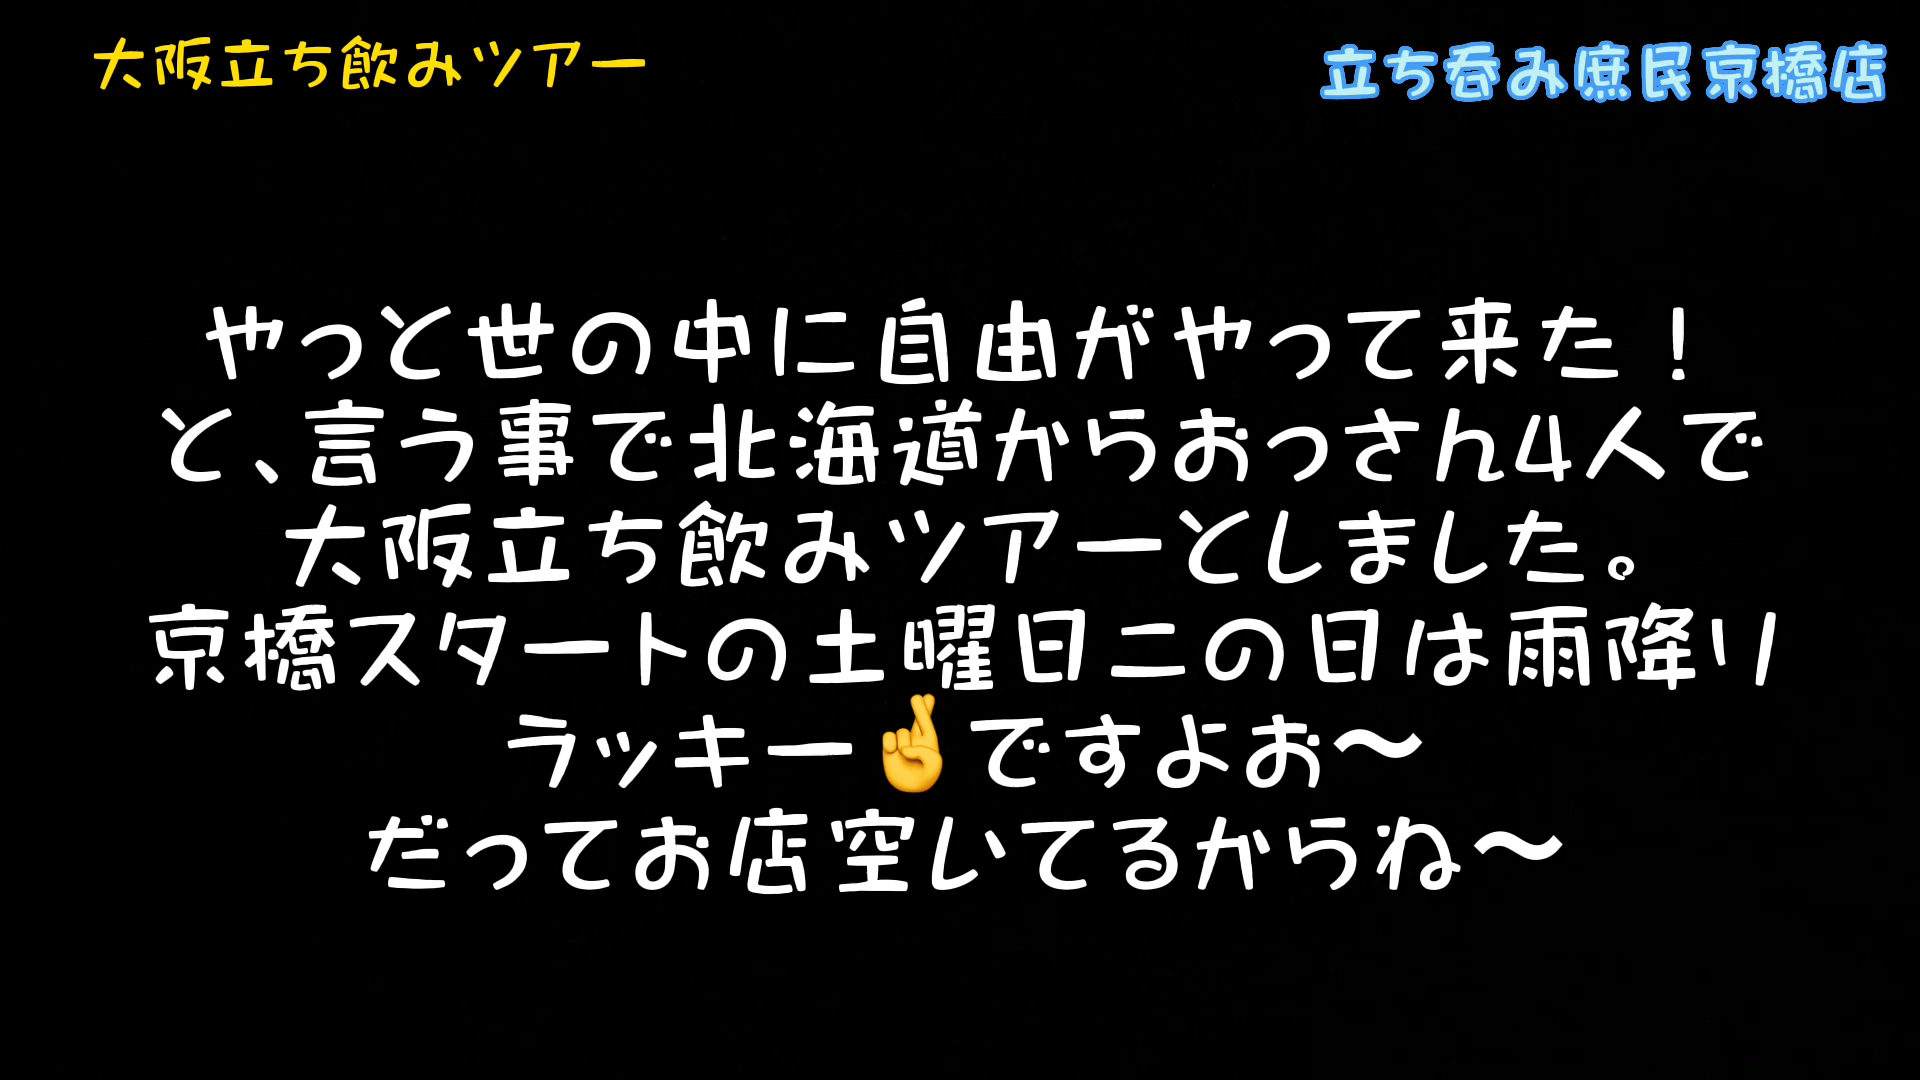 大阪立ち飲みツアー
立ち呑み庶民京橋店
やっと世の中に自由がやって来た！
と、言う事で北海道からおっさん4人で
大阪立ち飲みツアーとしました。
京橋スタートの土曜日ニの日は雨降り
ラッキー🤞ですよお〜
だってお店空いてるからね〜